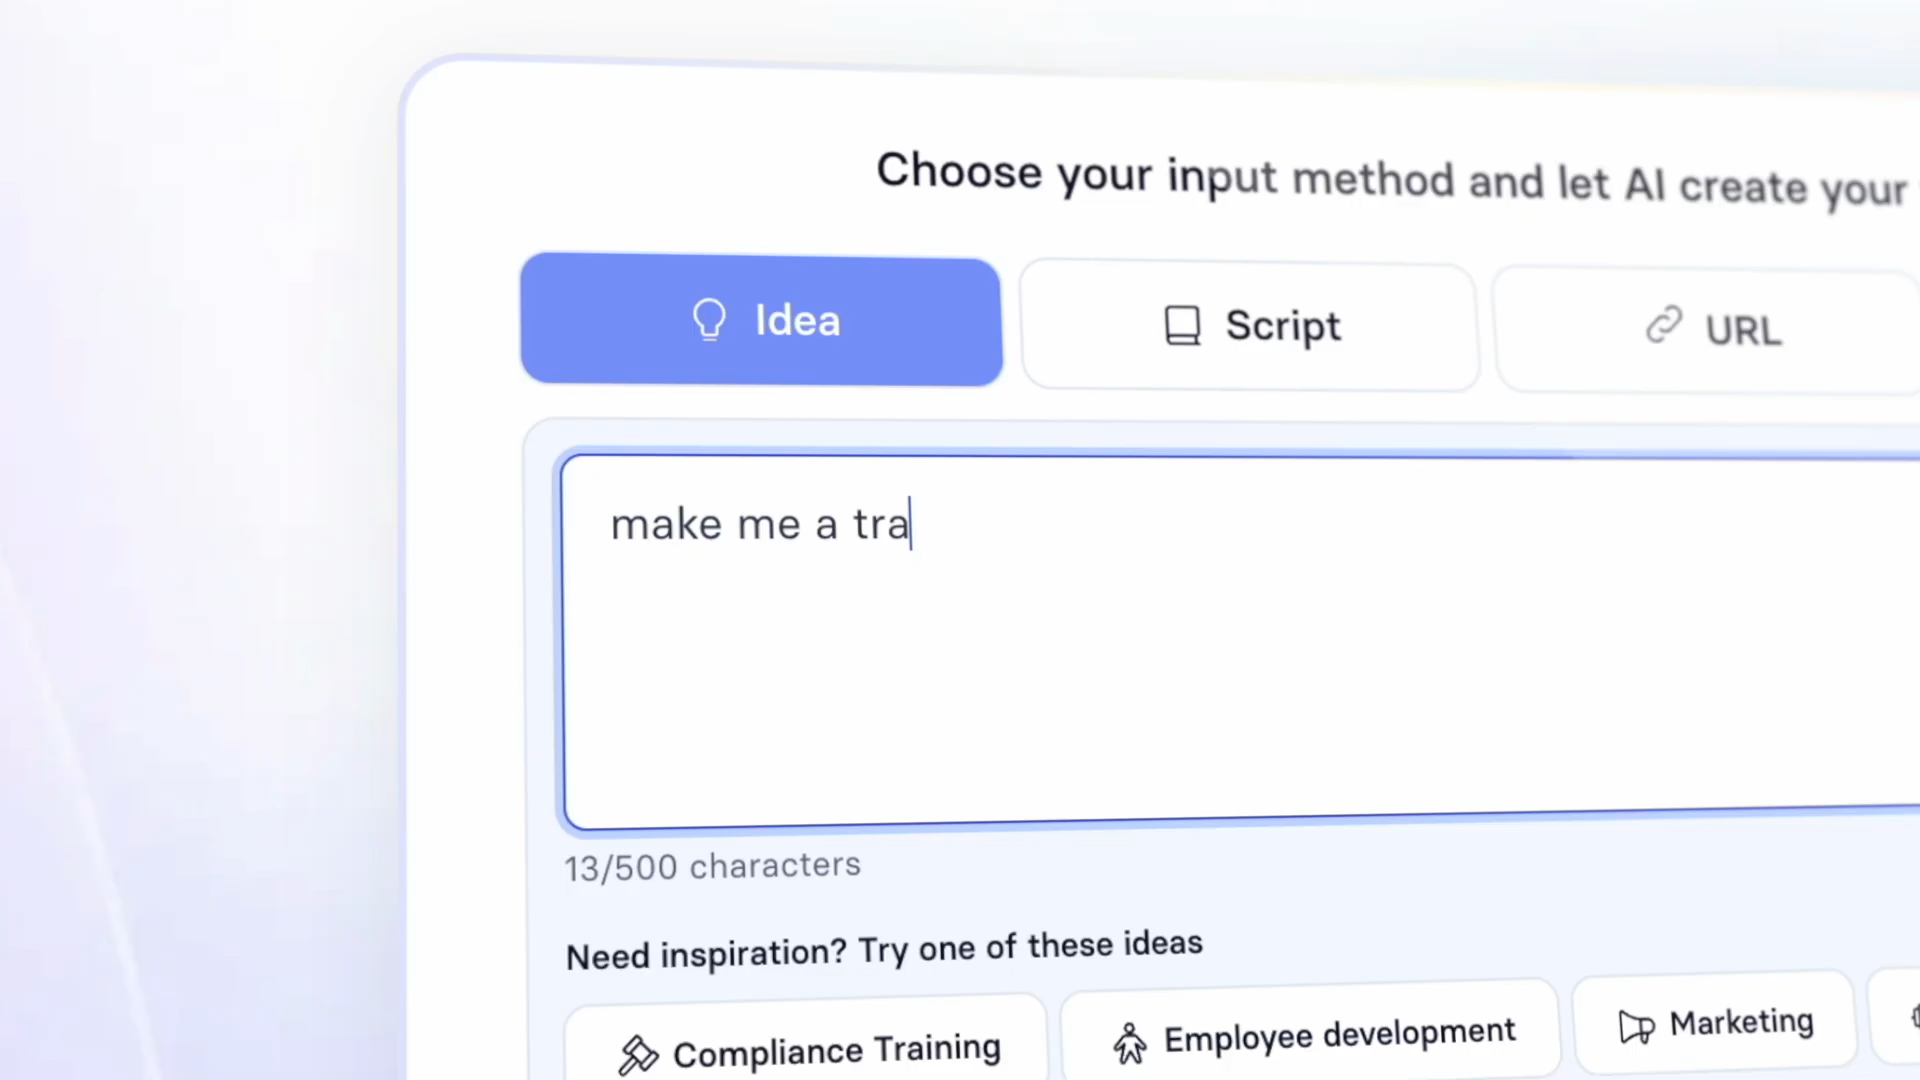 Choose your input method and let AI create your
Idea
Script
URL
make me a tra
13/500 characters
Need inspiration? Try one of these ideas
Compliance Training
Employee development
Marketing